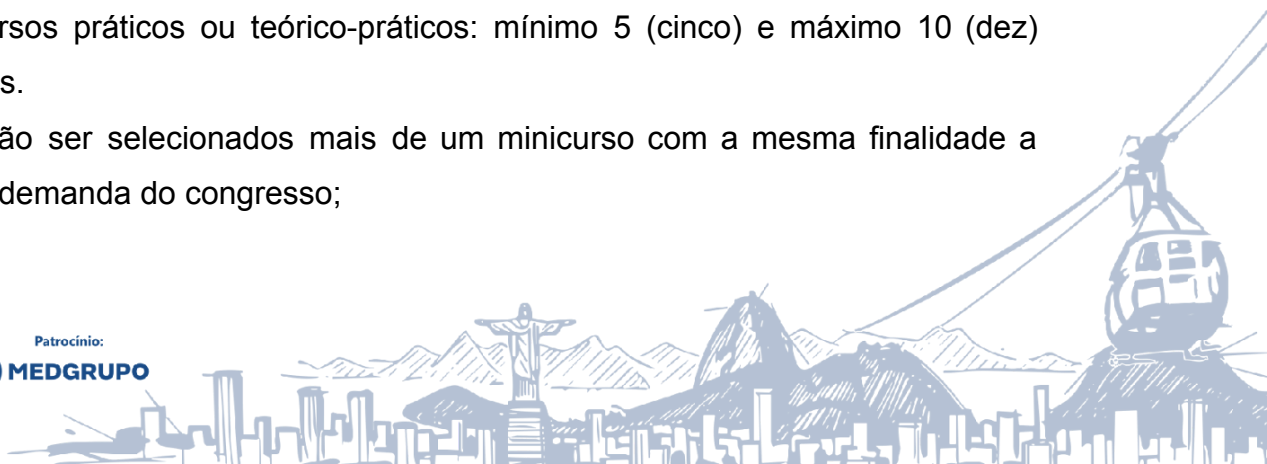 rsos práticos ou teórico-práticos: mínimo 5 (cinco) e máximo 10 (dez)
s.
ão ser selecionados mais de um minicurso com a mesma finalidade a
demanda do congresso;
Patrocínio:
MEDGRUPO